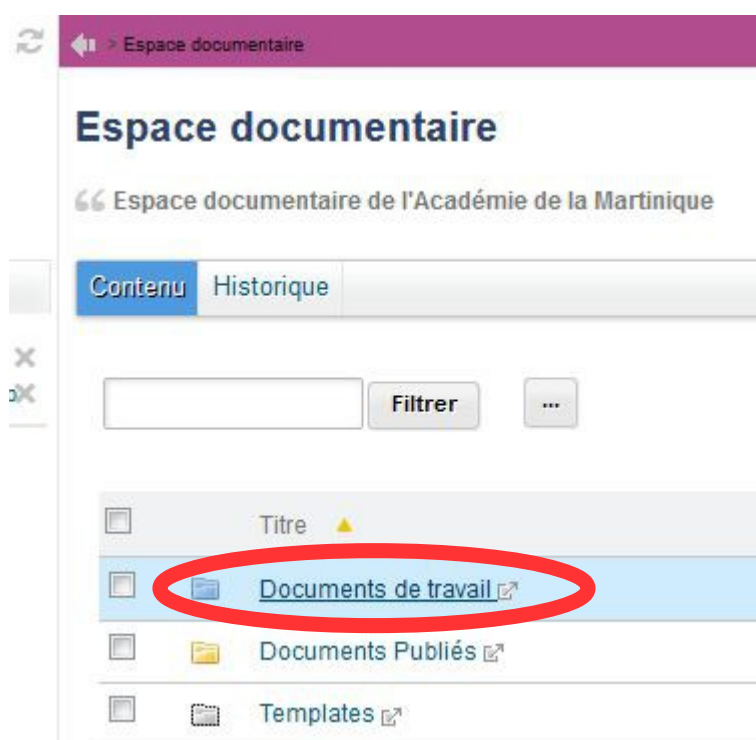 > Espace documentaire
Espace documentaire
Espace documentaire de l'Académie de la Martinique
Contenu Historique
Filtrer ...
Titre
Documents de travail
Documents Publiés
Templates